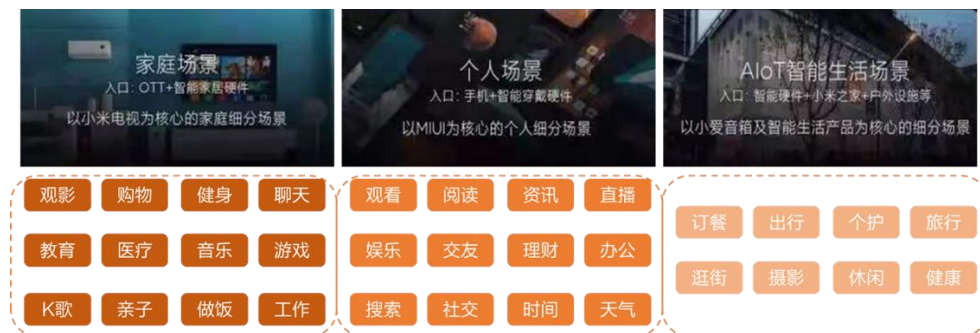 家庭场景
入口：OTT+智能家居硬件
以小米电视为核心的家庭细分场景
个人场景
入口：手机+智能穿戴硬件
以MIUI为核心的个人细分场景
AIoT智能生活场景
入口：智能硬件+小米之家+户外设施等
以小爱音箱及智能生活产品为核心的细分场景
观影 购物 健身 聊天
教育 医疗 音乐 游戏
K歌 亲子 做饭 工作
观看 阅读 资讯 直播
娱乐 交友 理财 办公
搜索 社交 时间 天气
订餐 出行 个护 旅行
逛街 摄影 休闲 健康